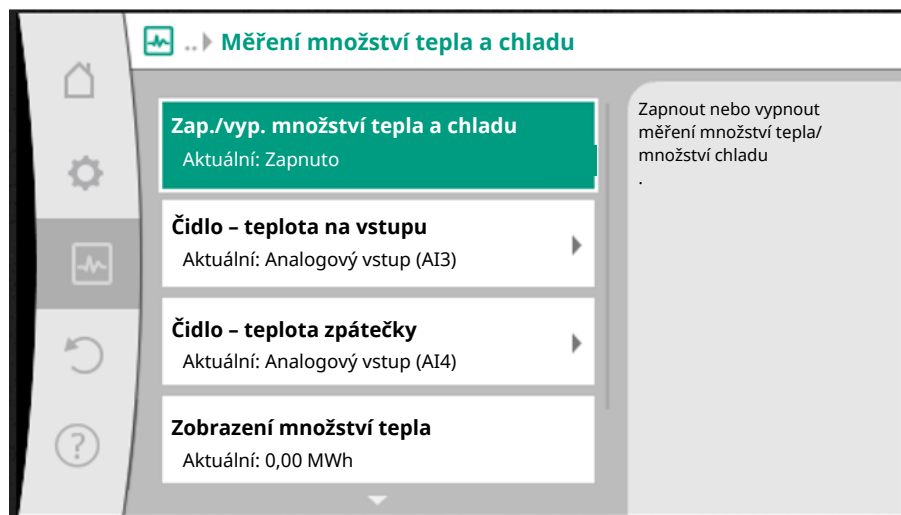 .. Měření množství tepla a chladu
Zap./vyp. množství tepla a chladu
Aktuální: Zapnuto
Čidlo – teplota na vstupu
Aktuální: Analogový vstup (AI3)
Čidlo – teplota zpátečky
Aktuální: Analogový vstup (AI4)
Zobrazení množství tepla
Aktuální: 0,00 MWh
Zapnout nebo vypnout
měření množství tepla/
množství chladu
.
?